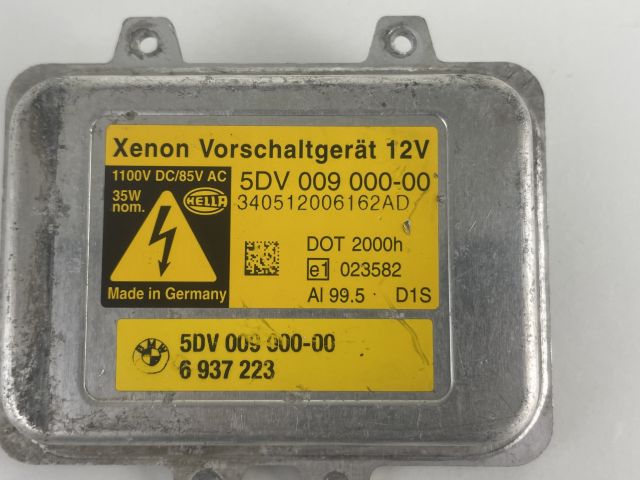 Xenon Vorschaltgerät 12V
1100V DC/85V AC
5DV 009 000-00
35W
nom.
HELLA
340512006162AD
DOT 2000h
e1 023582
Made in Germany
Al 99.5 D1S
BMW
5DV 009 000-00
6 937 223